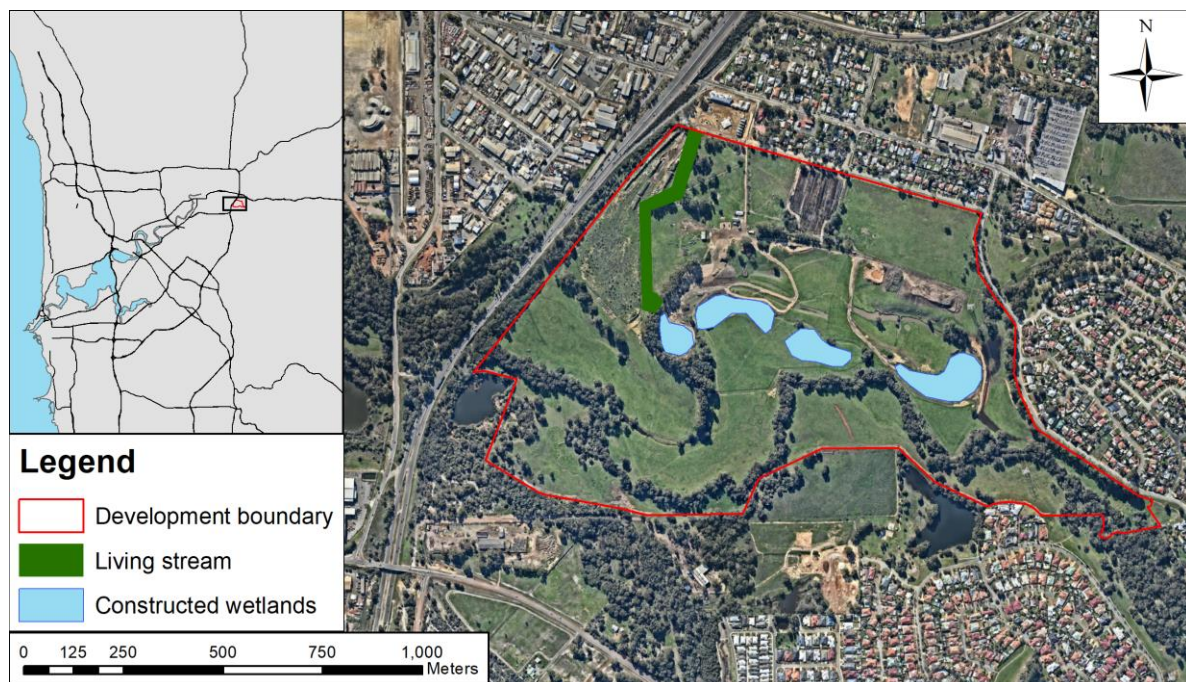 N
Legend
Development boundary
Living stream
Constructed wetlands
0 125 250 500 750 1,000
Meters